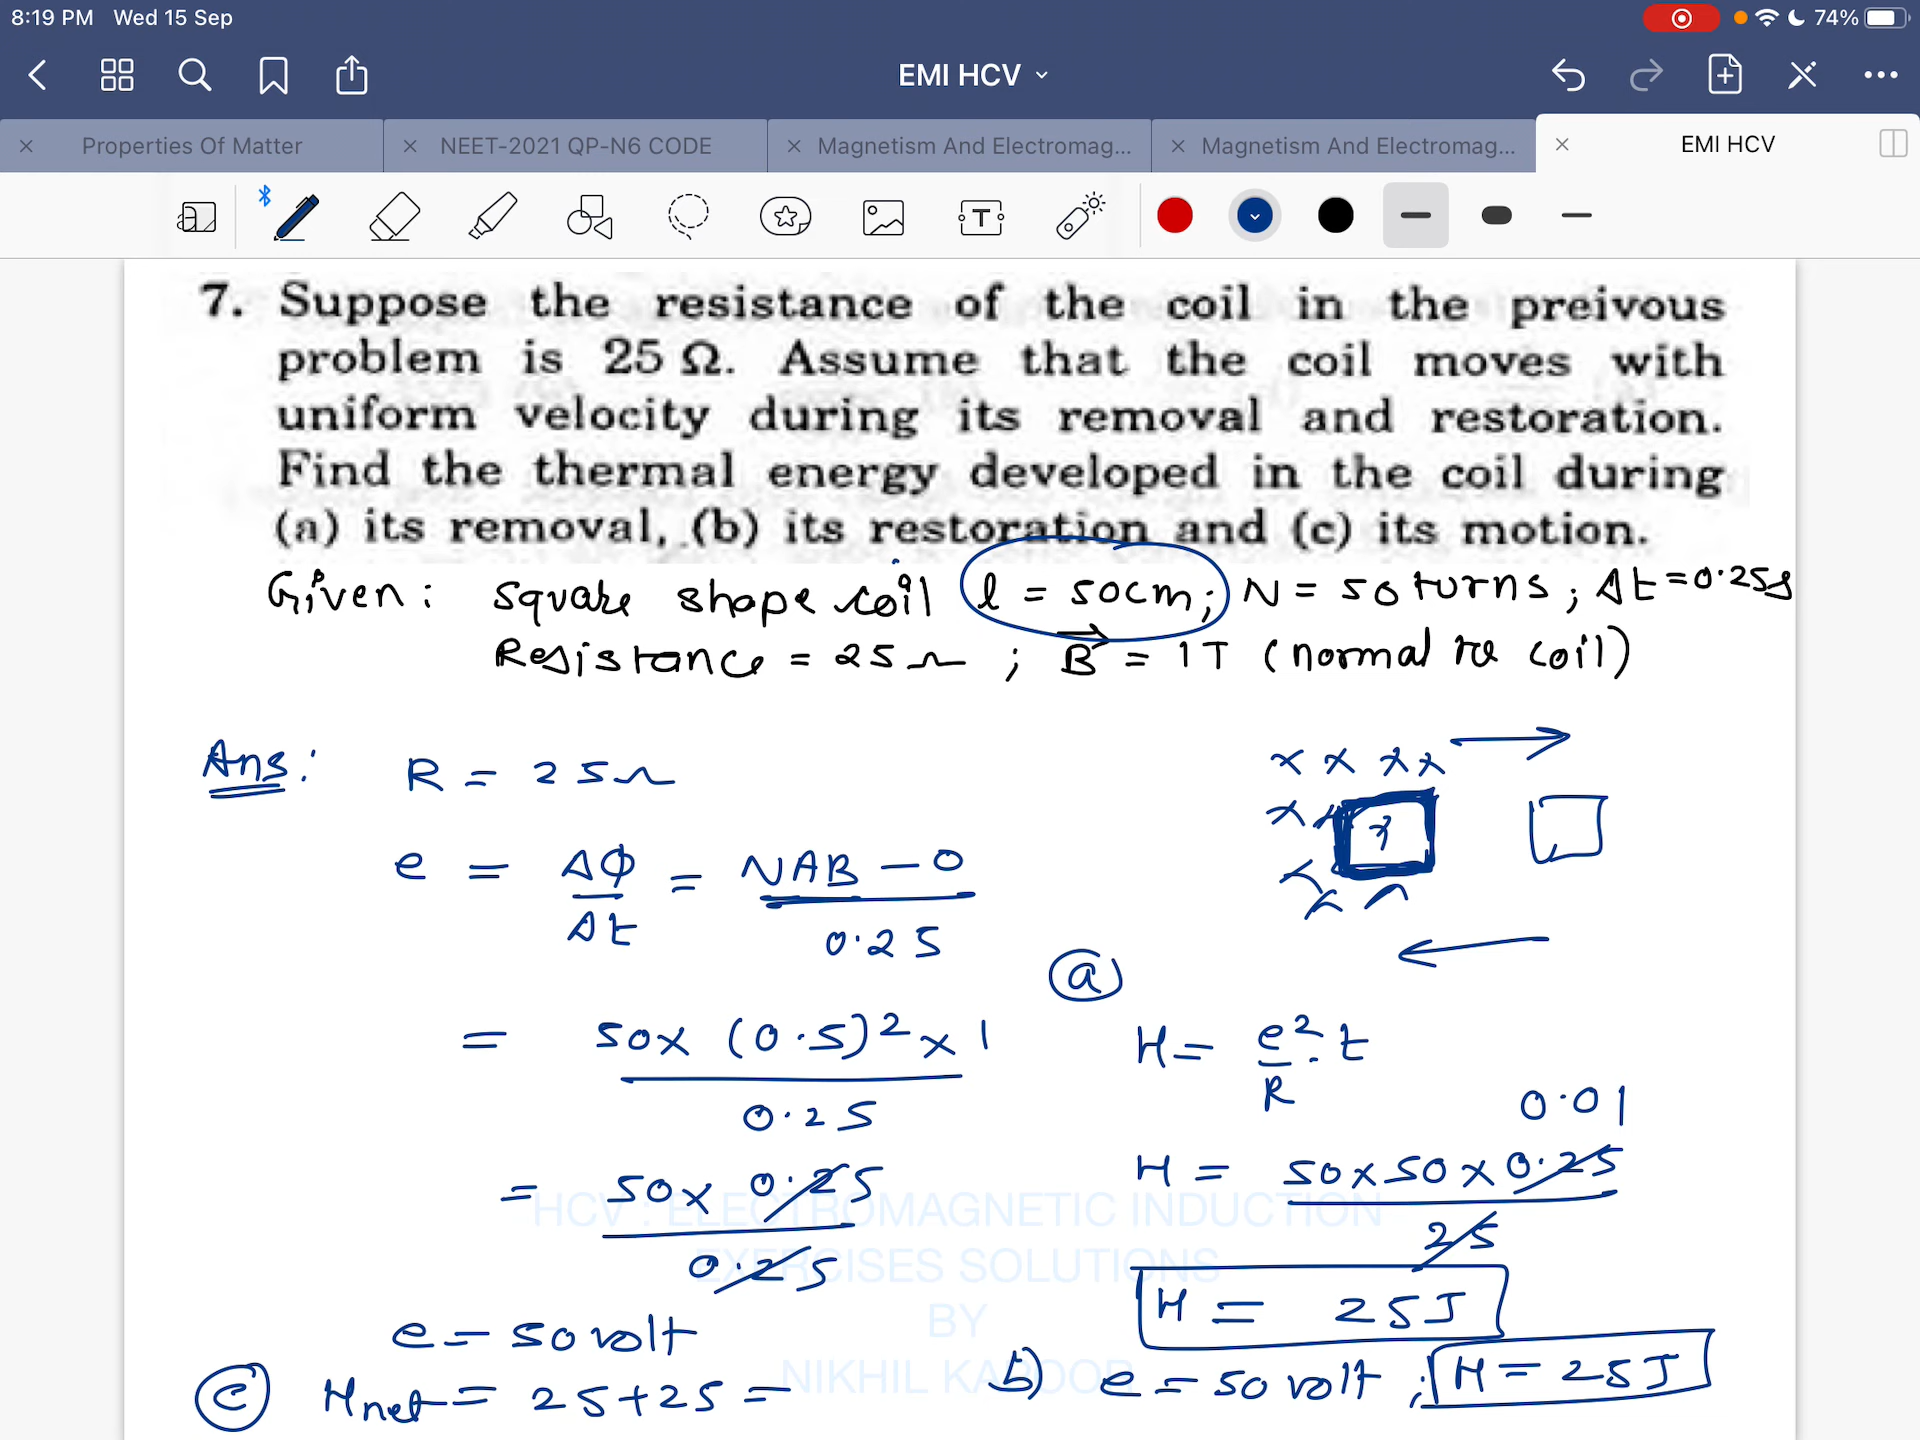 8:19 PM Wed 15 Sep
74%
EMI HCV
Properties Of Matter
NEET-2021 QP-N6 CODE
Magnetism And Electromag...
Magnetism And Electromag...
EMI HCV
7. Suppose the resistance of the coil in the preivous
problem is 25 Ω. Assume that the coil moves with
uniform velocity during its removal and restoration.
Find the thermal energy developed in the coil during
(a) its removal, (b) its restoration and (c) its motion.
Given: square shape coil l = 50cm; N = 50 turns; Δt = 0.25s
Resistance = 25 Ω ; B = 1T (normal to coil)
Ans: R = 25 Ω
e = Δφ/Δt = NAB - 0 / 0.25
= 50 x (0.5)² x 1 / 0.25
= 50 x 0.25 / 0.25
e = 50 volt
(a)
H = e²/R . t
0.01
H = 50 x 50 x 0.25 / 25
H = 25 J
b) e = 50 volt ; H = 25 J
(c) Hnet = 25 + 25 =
HCV : ELECTROMAGNETIC INDUCTION
EXERCISES SOLUTIONS
BY
NIKHIL KAPOOR